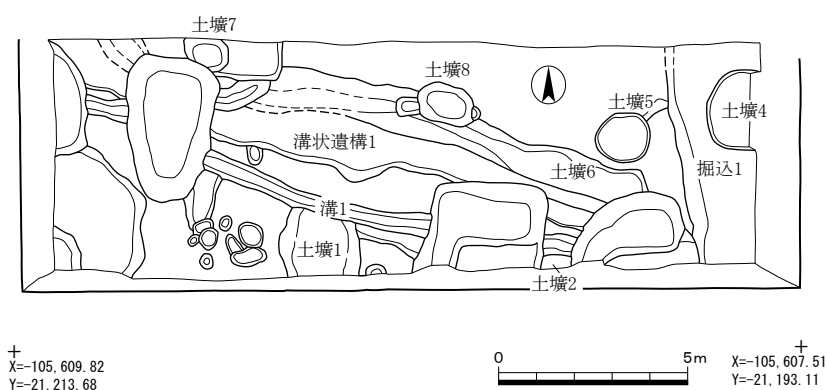 土壙7
土壙8
土壙5
土壙4
溝状遺構1
土壙6
掘込1
溝1
土壙1
土壙2
X=-105,609.82
Y=-21,213.68
0 5m
X=-105,607.51
Y=-21,193.11